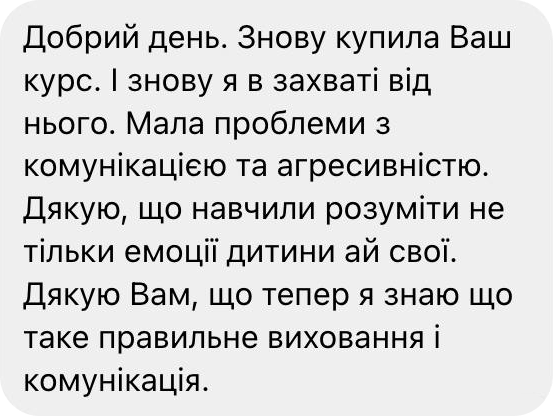 Добрий день. Знову купила Ваш
курс. І знову я в захваті від
нього. Мала проблеми з
комунікацією та агресивністю.
Дякую, що навчили розуміти не
тільки емоції дитини ай свої.
Дякую Вам, що тепер я знаю що
таке правильне виховання і
комунікація.